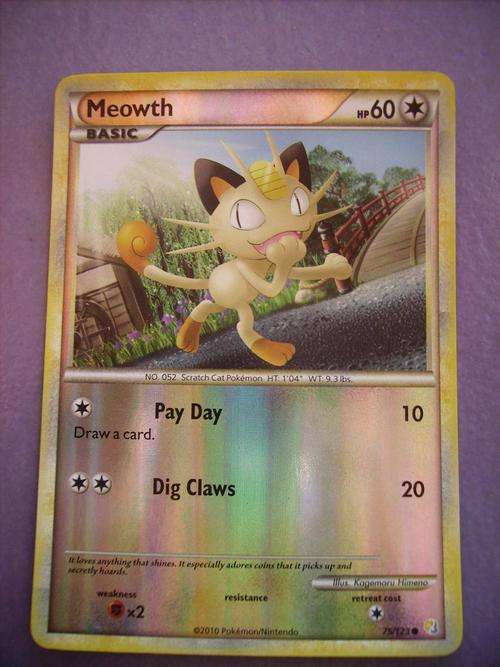 Meowth HP 60
BASIC
NO. 052 Scratch Cat Pokémon HT: 1'04" WT: 9.3 lbs.
Pay Day 10
Draw a card.
Dig Claws 20
It loves anything that shines. It especially adores coins that it picks up and
secretly hoards.
Illus. Kagemaru Himeno
weakness resistance retreat cost
×2
©2010 Pokémon/Nintendo 75/123